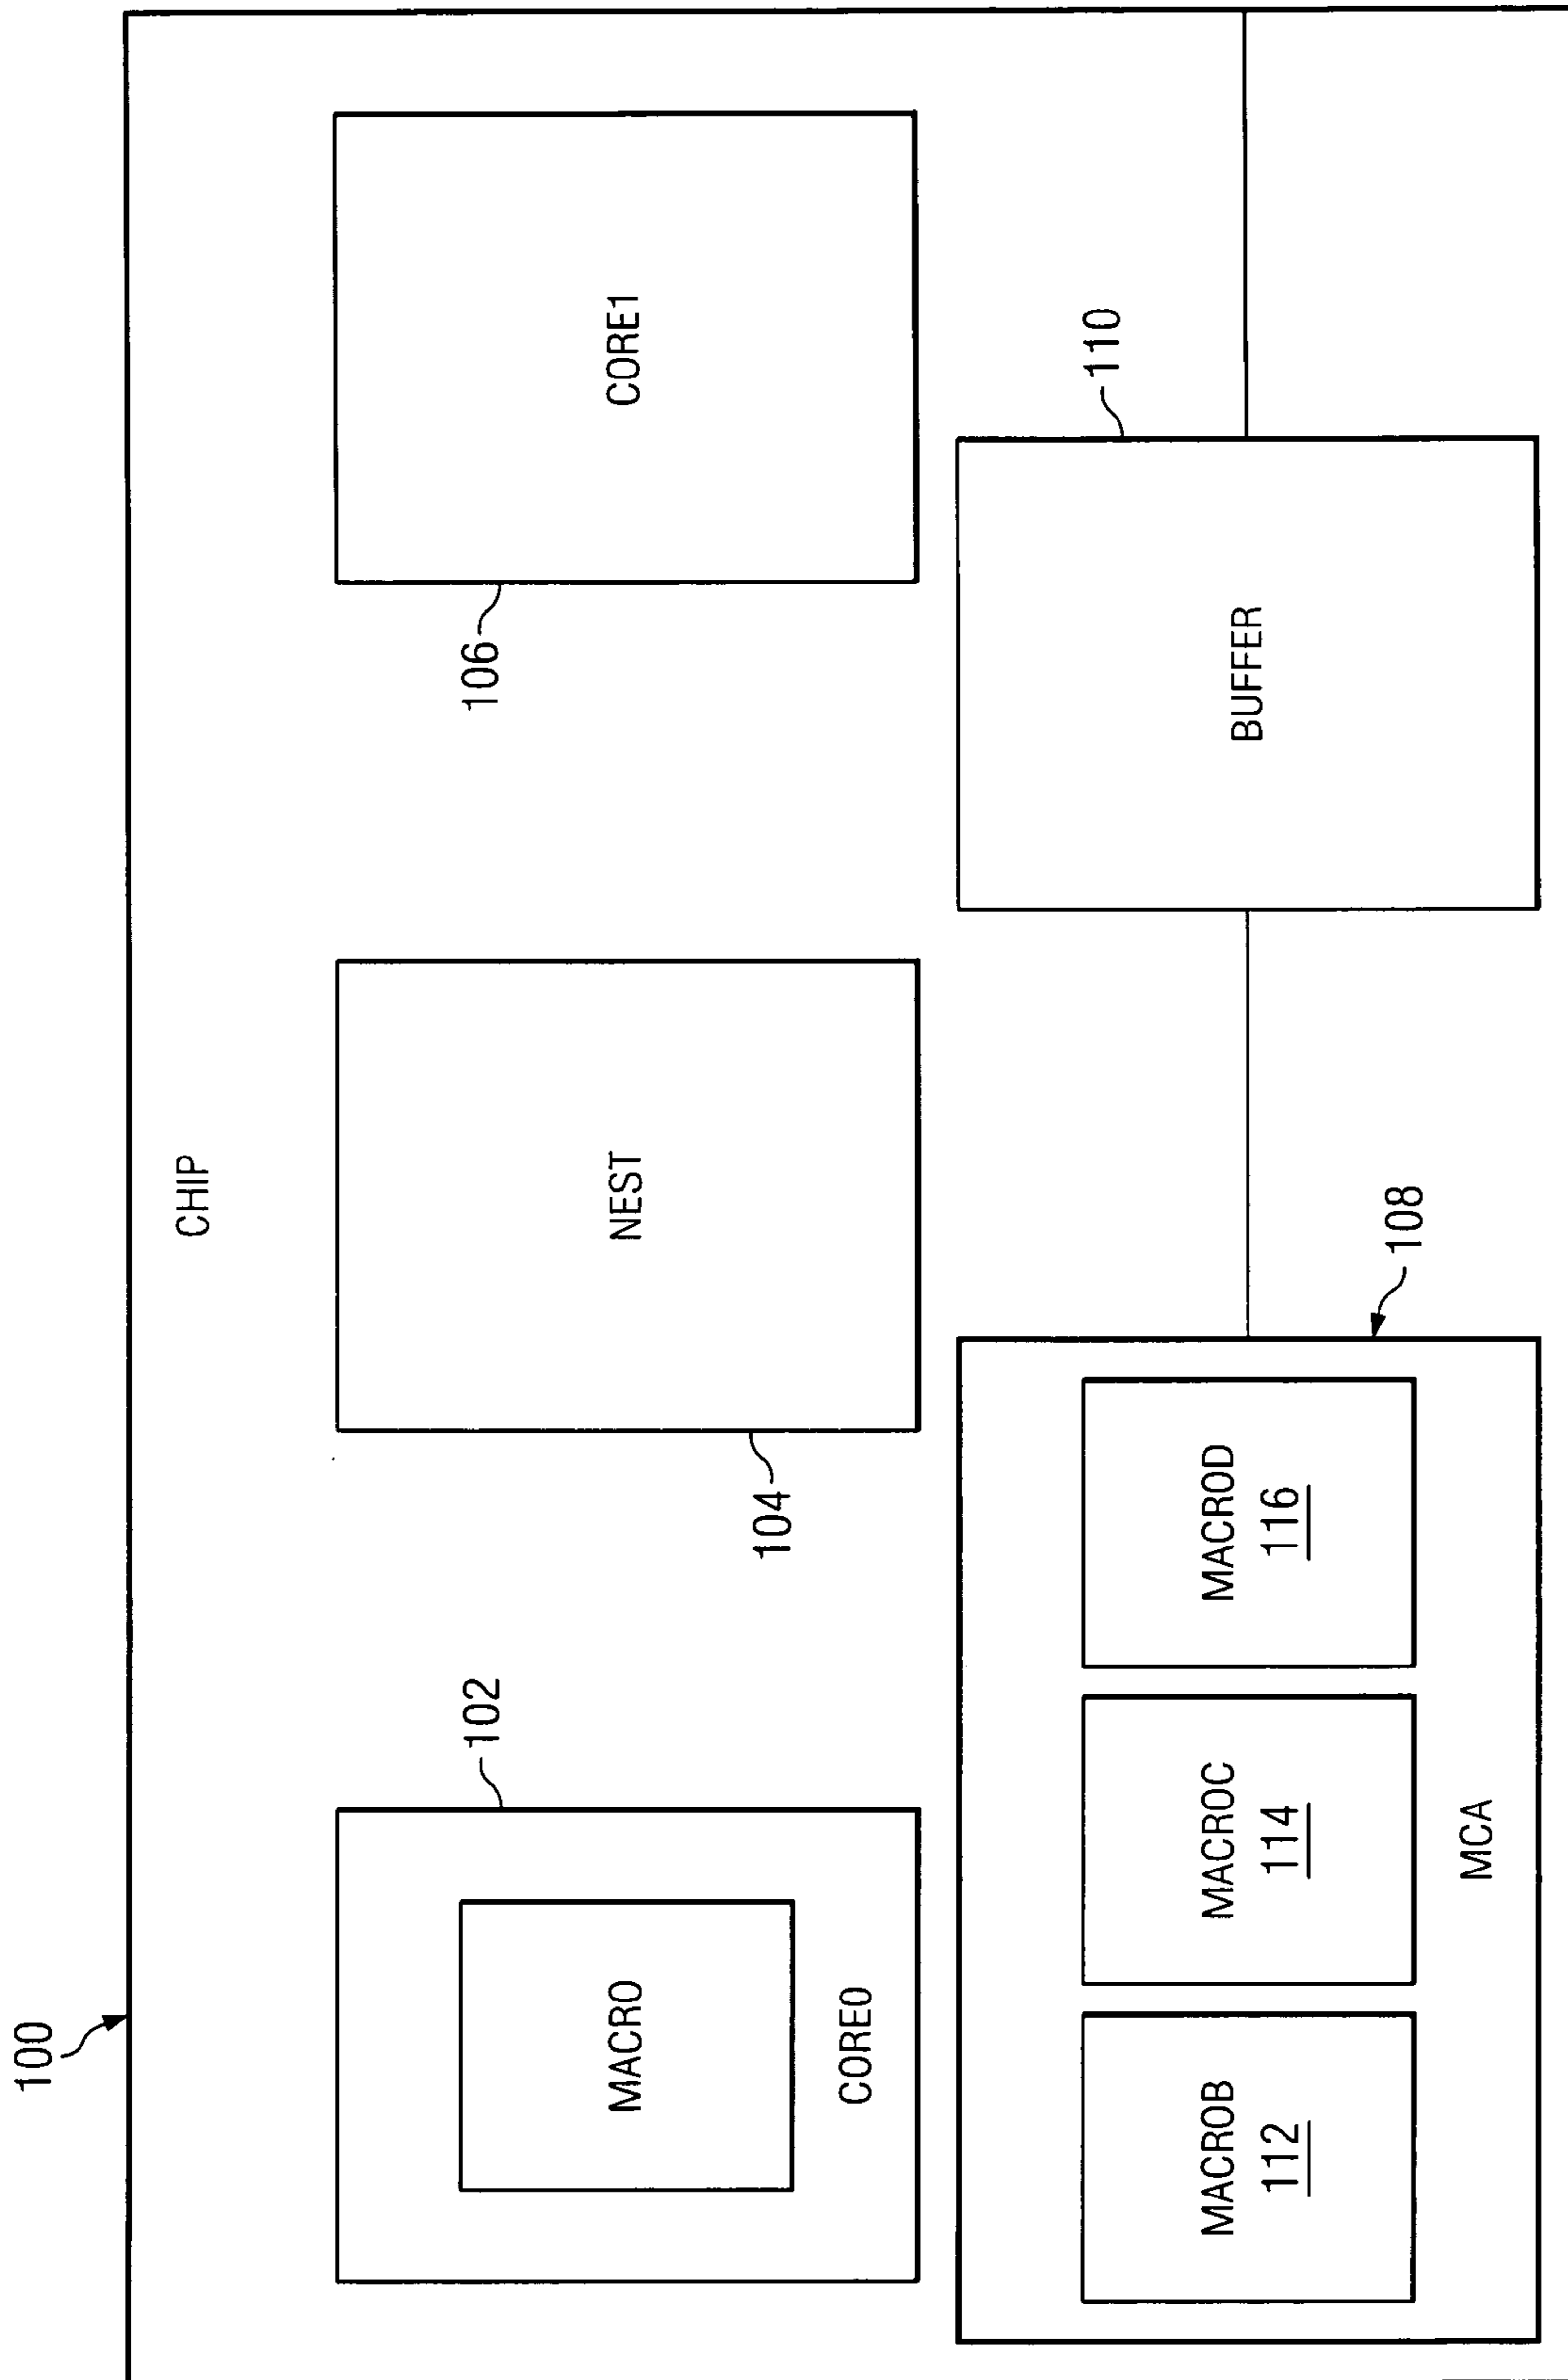 100
CHIP
102
MACRO
CORE0
104
NEST
106
CORE1
108
MACROB
112
MACROC
114
MACROD
116
MCA
110
BUFFER